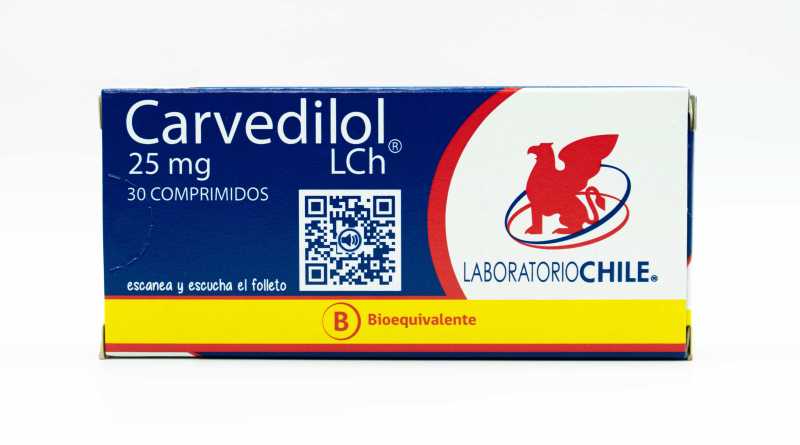 Carvedilol®
25 mg LCh
30 COMPRIMIDOS
escanea y escucha el folleto
LABORATORIOCHILE®
B Bioequivalente